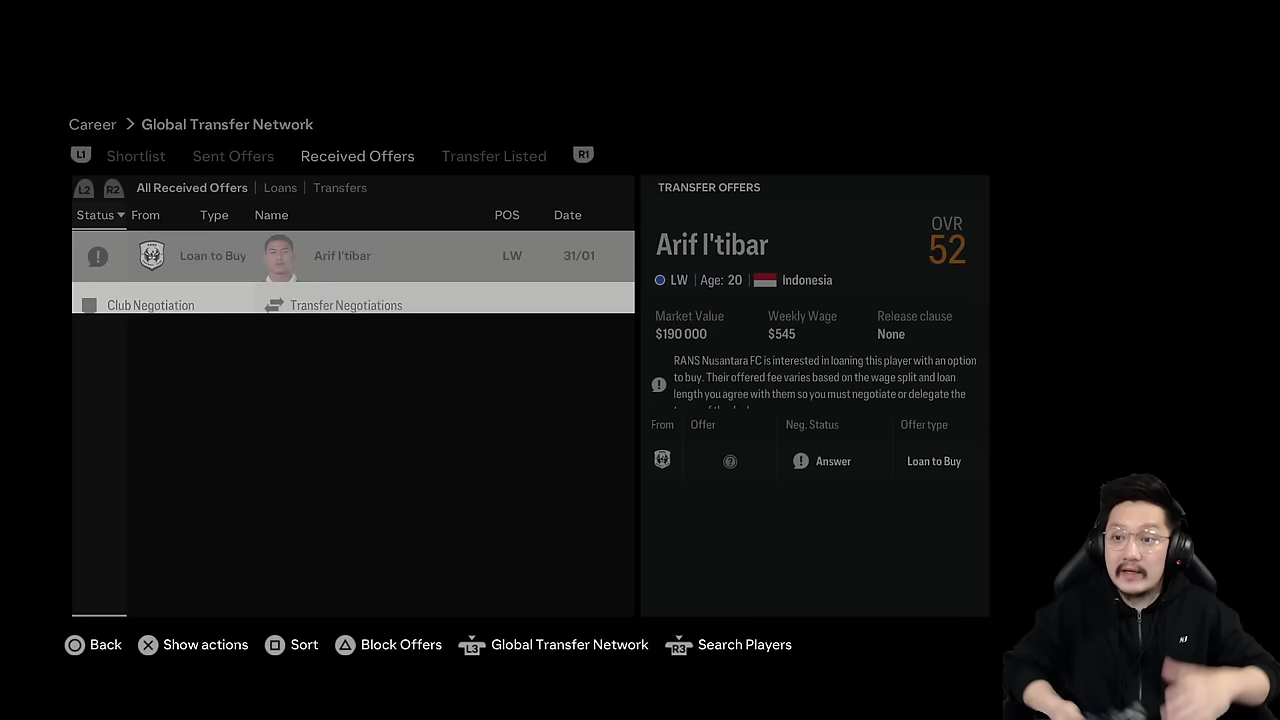 Career > Global Transfer Network
L1 Shortlist Sent Offers Received Offers Transfer Listed R1
L2 R2 All Received Offers | Loans | Transfers
Status From Type Name POS Date
Loan to Buy Arif I'tibar LW 31/01
Club Negotiation Transfer Negotiations
TRANSFER OFFERS
Arif I'tibar
OVR
52
LW | Age: 20 | Indonesia
Market Value Weekly Wage Release clause
$190 000 $545 None
RANS Nusantara FC is interested in loaning this player with an option
to buy. Their offered fee varies based on the wage split and loan
length you agree with them so you must negotiate or delegate the
From Offer Neg. Status Offer type
Answer Loan to Buy
Back Show actions Sort Block Offers L3 Global Transfer Network R3 Search Players